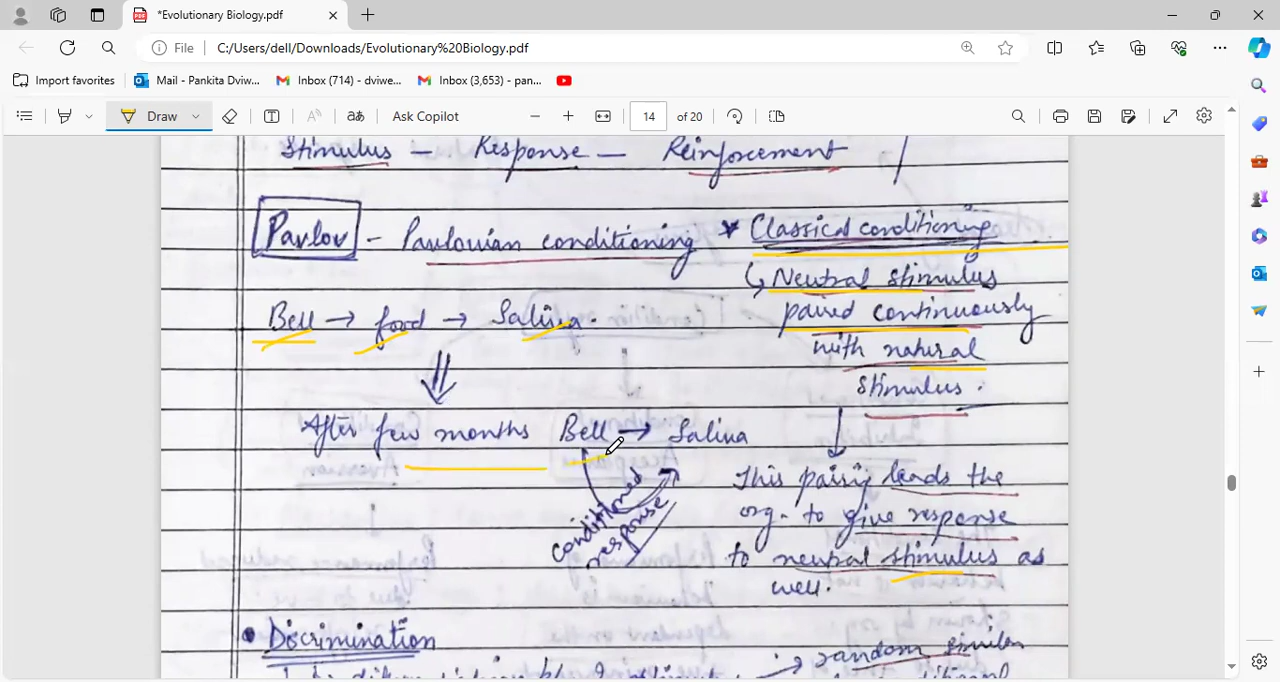 *Evolutionary Biology.pdf
File C:/Users/dell/Downloads/Evolutionary%20Biology.pdf
Import favorites Mail - Pankita Dviw... Inbox (714) - dviwe... Inbox (3,653) - pan...
Draw Ask Copilot 14 of 20
Stimulus — Response — Reinforcement
Pavlov - Pavlovian conditioning
* Classical conditioning
↳ Neutral stimulus
paired continuously
with natural
stimulus.
Bell → food → Saliva.
After few months Bell → Saliva
conditioned
response
This pairing leads the
org. to give response
to neutral stimulus as
well.
• Discrimination
→ random similar